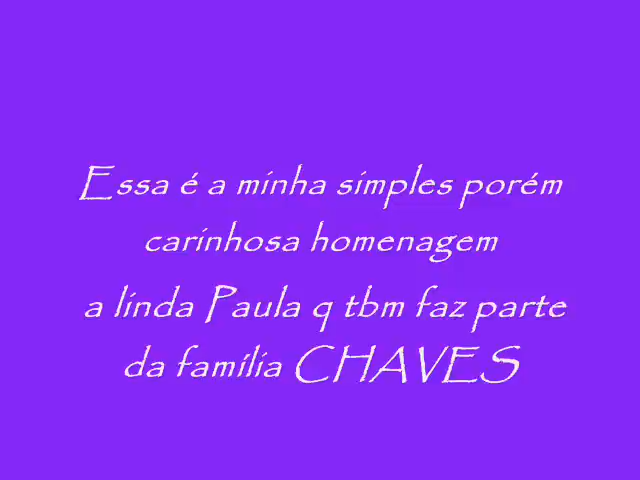 Essa é a minha simples porém
carinhosa homenagem
a linda Paula q tbm faz parte
da família CHAVES